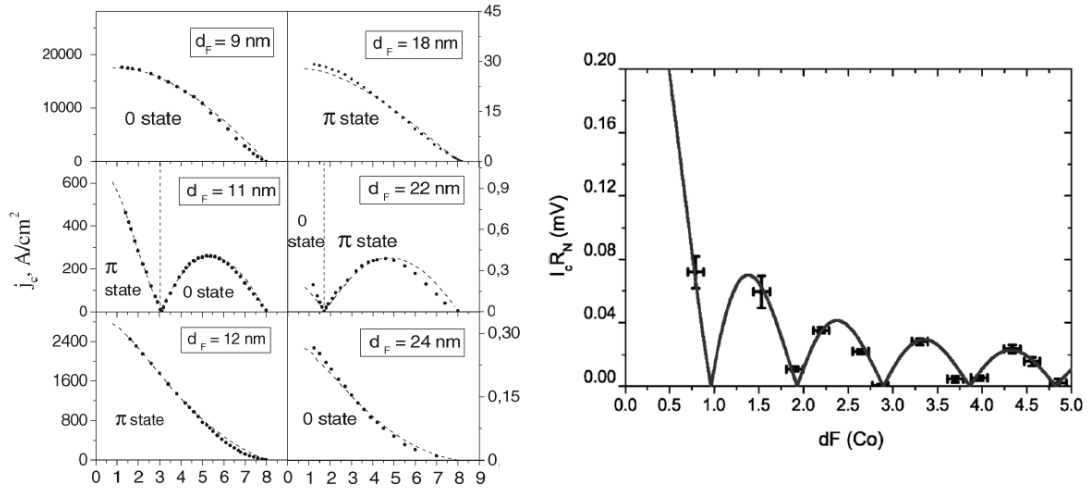 j_c, A/cm²
20000
10000
0
d_F = 9 nm
0 state
d_F = 18 nm
π state
45
30
15
0
600
400
200
0
d_F = 11 nm
π state
0 state
d_F = 22 nm
0 state
π state
0,9
0,6
0,4
0,2
0
2400
1600
800
0
d_F = 12 nm
π state
d_F = 24 nm
0 state
0,30
0,15
0
0 1 2 3 4 5 6 7 8
0 1 2 3 4 5 6 7 8 9
I_cR_N (mV)
0.20
0.16
0.12
0.08
0.04
0.00
0.0 0.5 1.0 1.5 2.0 2.5 3.0 3.5 4.0 4.5 5.0
dF (Co)